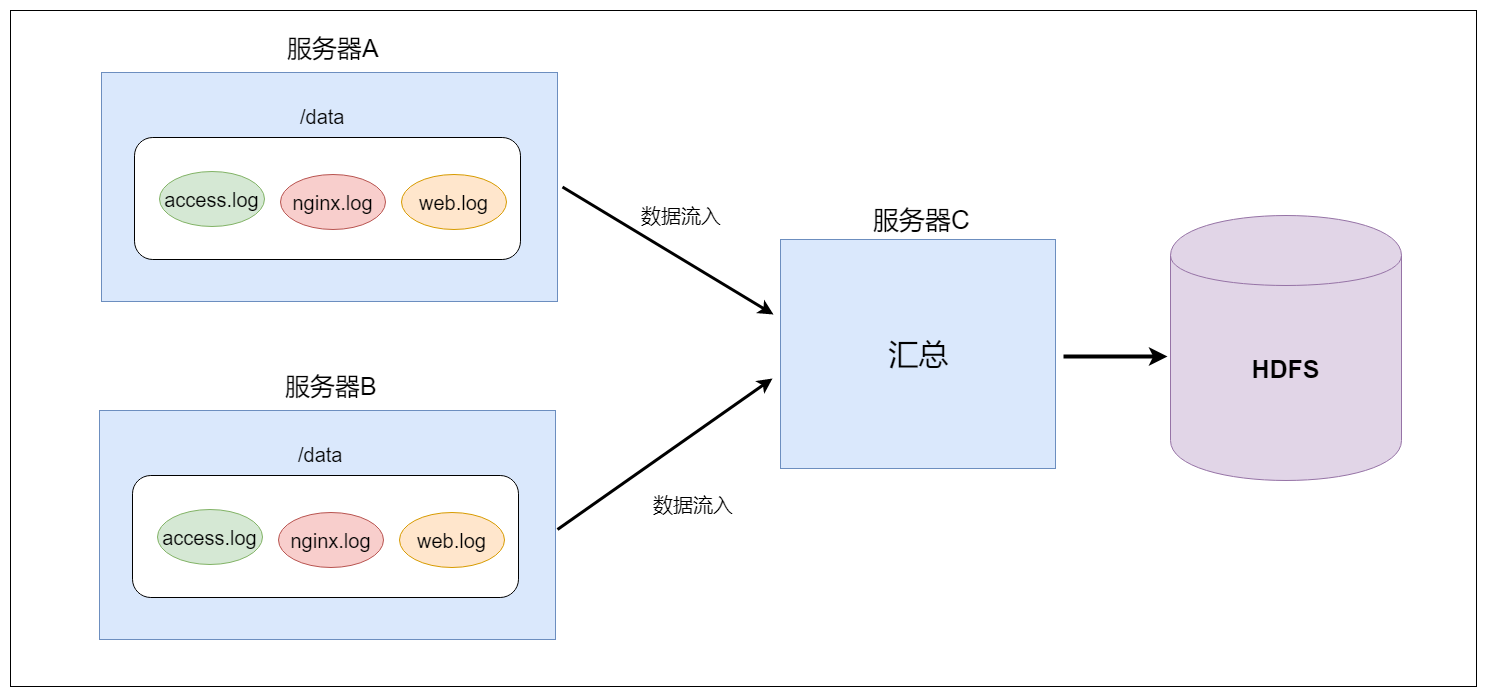 服务器A
/data
access.log
nginx.log
web.log
数据流入
服务器B
/data
access.log
nginx.log
web.log
数据流入
服务器C
汇总
HDFS